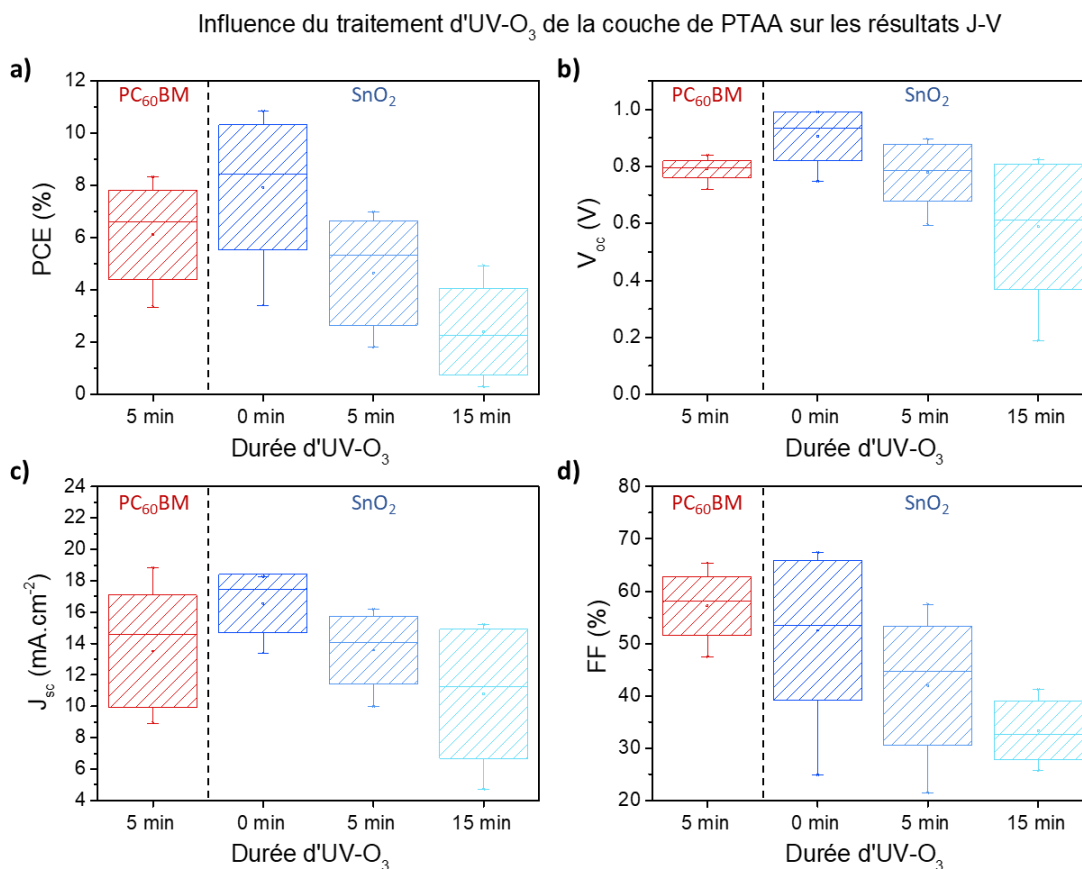 Influence du traitement d'UV-O₃ de la couche de PTAA sur les résultats J-V
a)
12
10
8
6
4
2
0
PCE (%)
PC₆₀BM
SnO₂
5 min
0 min
5 min
15 min
Durée d'UV-O₃
b)
1.0
0.8
0.6
0.4
0.2
0.0
V_oc (V)
PC₆₀BM
SnO₂
5 min
0 min
5 min
15 min
Durée d'UV-O₃
c)
24
22
20
18
16
14
12
10
8
6
4
J_sc (mA.cm⁻²)
PC₆₀BM
SnO₂
5 min
0 min
5 min
15 min
Durée d'UV-O₃
d)
80
70
60
50
40
30
20
FF (%)
PC₆₀BM
SnO₂
5 min
0 min
5 min
15 min
Durée d'UV-O₃